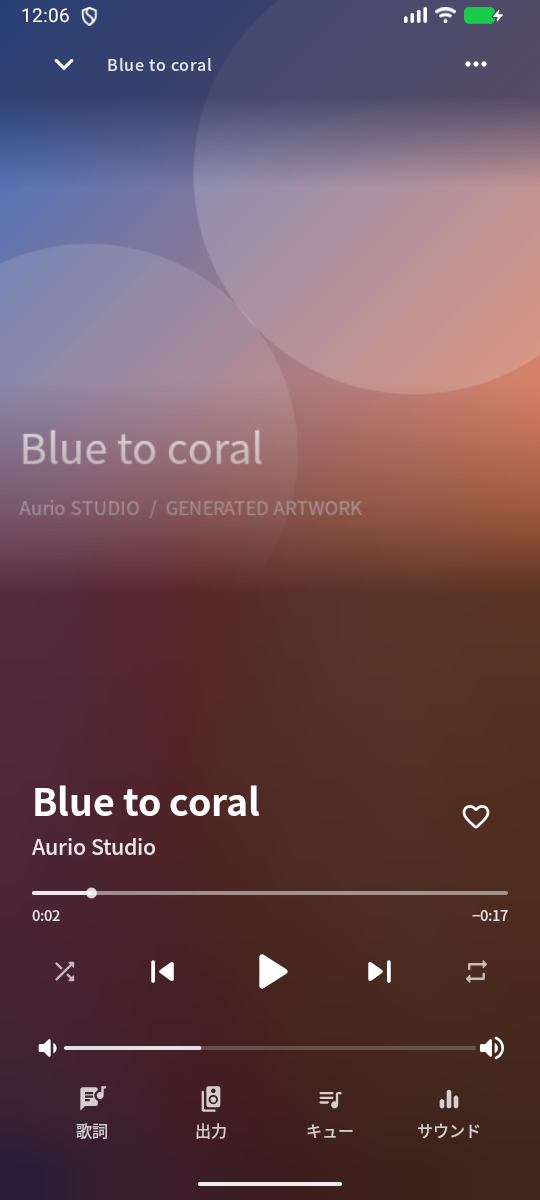 12:06
Blue to coral
Blue to coral
Aurio STUDIO / GENERATED ARTWORK
Blue to coral
Aurio Studio
0:02
−0:17
歌詞
出力
キュー
サウンド